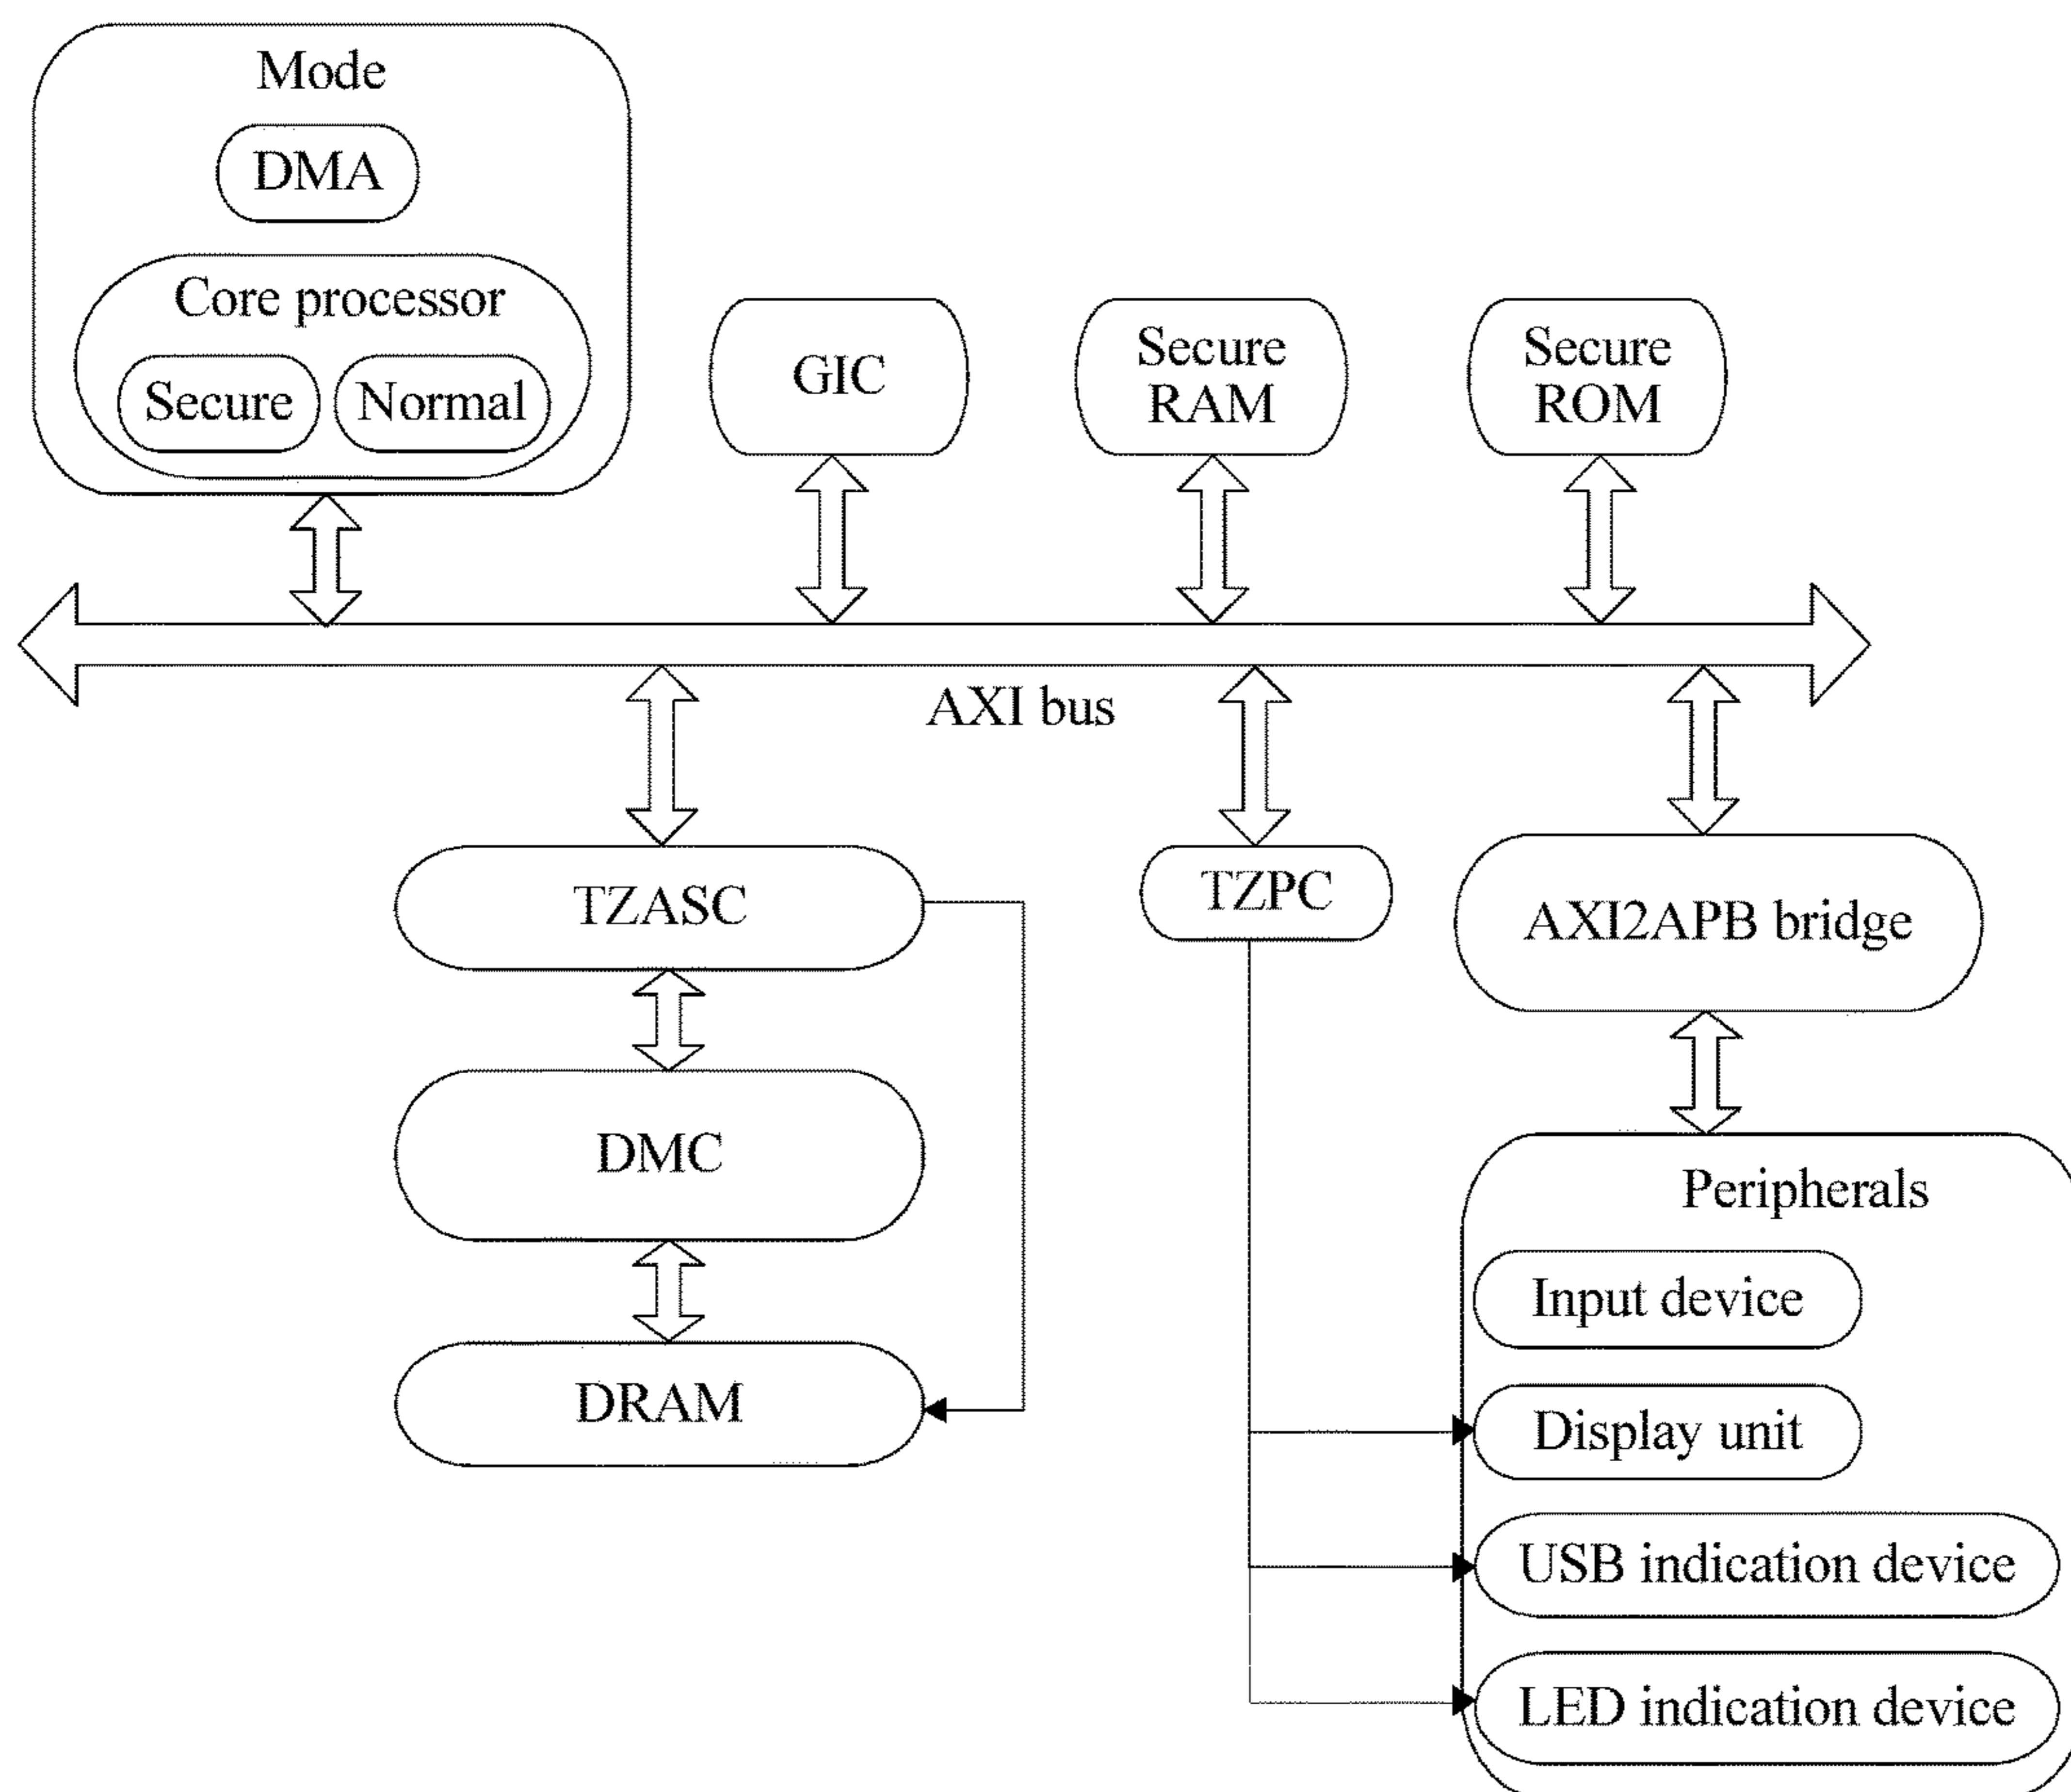 Mode
DMA
Core processor
Secure
Normal
GIC
Secure
RAM
Secure
ROM
AXI bus
TZASC
TZPC
AXI2APB bridge
DMC
Peripherals
Input device
DRAM
Display unit
USB indication device
LED indication device